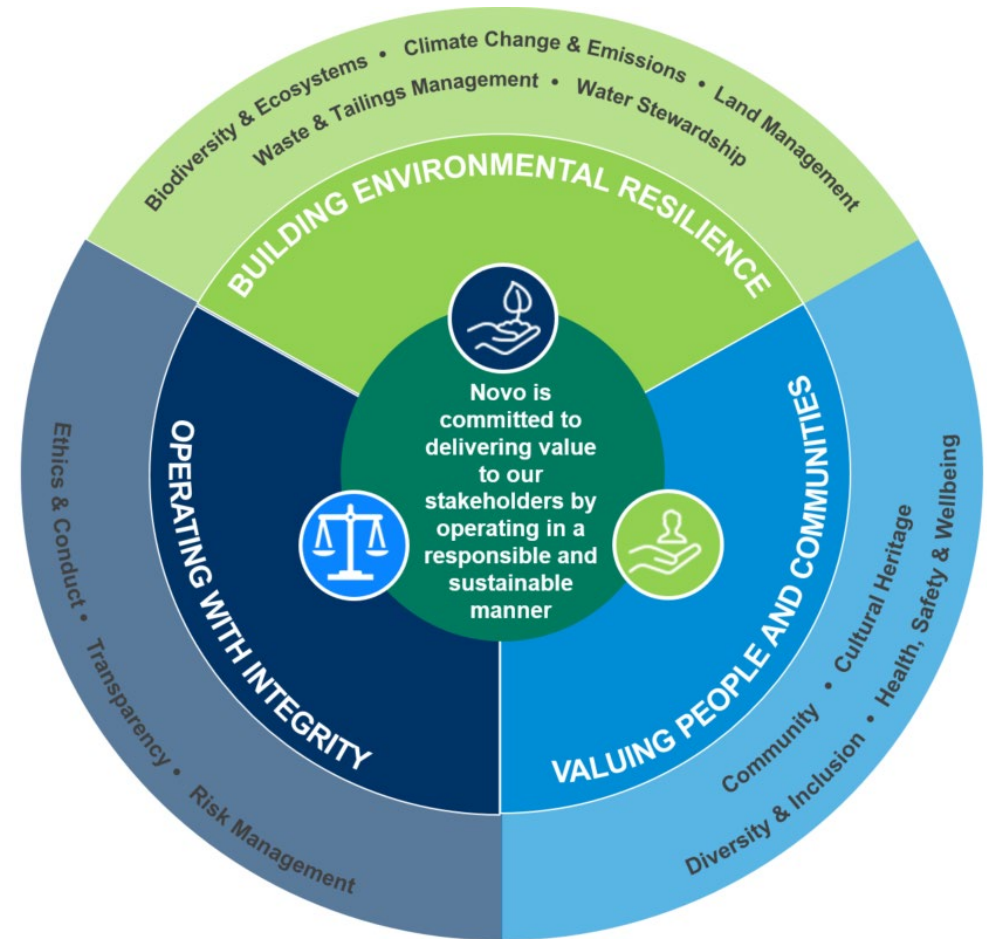 Biodiversity & Ecosystems • Climate Change & Emissions • Land Management
Waste & Tailings Management • Water Stewardship
BUILDING ENVIRONMENTAL RESILIENCE
Novo is
committed to
delivering value
to our
stakeholders by
operating in a
responsible and
sustainable
manner
OPERATING WITH INTEGRITY
Ethics & Conduct • Transparency • Risk Management
VALUING PEOPLE AND COMMUNITIES
Community • Cultural Heritage
Diversity & Inclusion • Health, Safety & Wellbeing